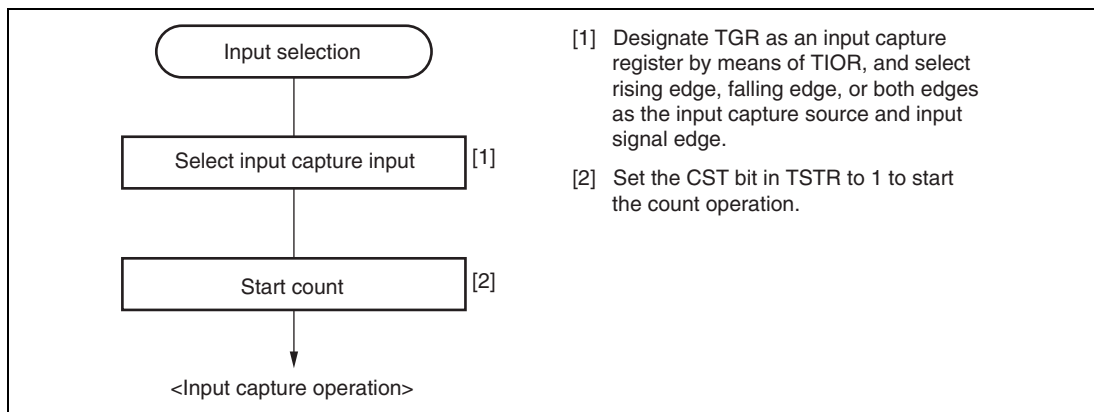 Input selection
Select input capture input
[1]
Start count
[2]
<Input capture operation>
[1] Designate TGR as an input capture
register by means of TIOR, and select
rising edge, falling edge, or both edges
as the input capture source and input
signal edge.
[2] Set the CST bit in TSTR to 1 to start
the count operation.